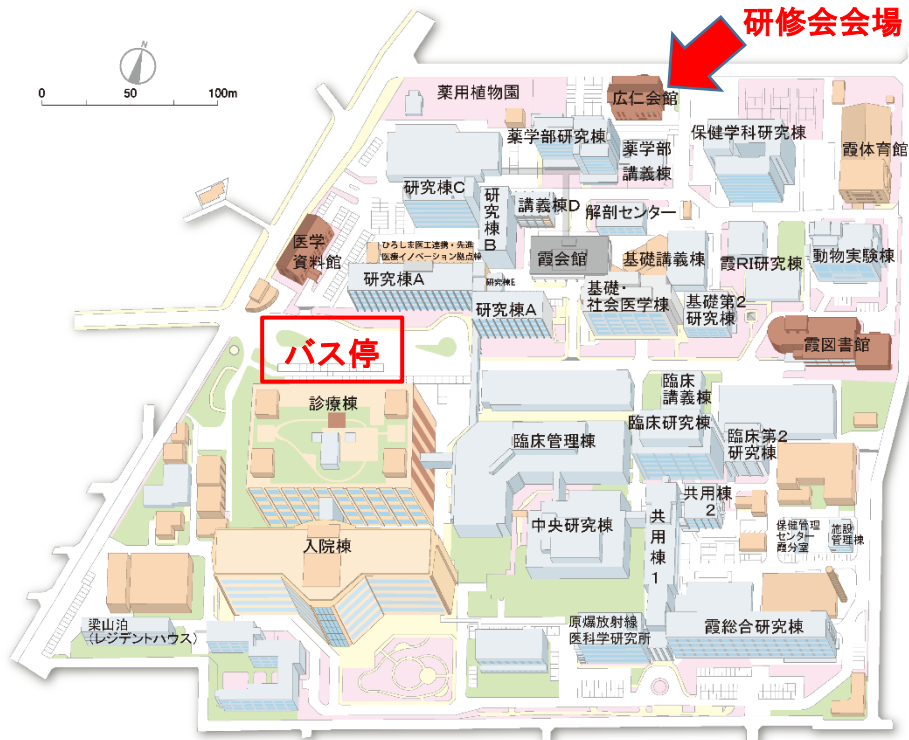 研修会会場
N
0 50 100m
薬用植物園
広仁会館
薬学部研究棟
薬学部
講義棟
保健学科研究棟
霞体育館
研究棟C
研究棟B
講義棟D
解剖センター
医学
資料館
ひろしま医工連携・先進
医療イノベーション拠点棟
霞会館
基礎講義棟
霞RI研究棟
動物実験棟
研究棟A
研究棟E
研究棟A
基礎・
社会医学棟
基礎第2
研究棟
霞図書館
バス停
診療棟
臨床
講義棟
臨床管理棟
臨床研究棟
臨床第2
研究棟
共用棟
2
中央研究棟
共用棟1
保健管理
センター
霞分室
施設
管理棟
入院棟
梁山泊
(レジデントハウス)
原爆放射線
医科学研究所
霞総合研究棟